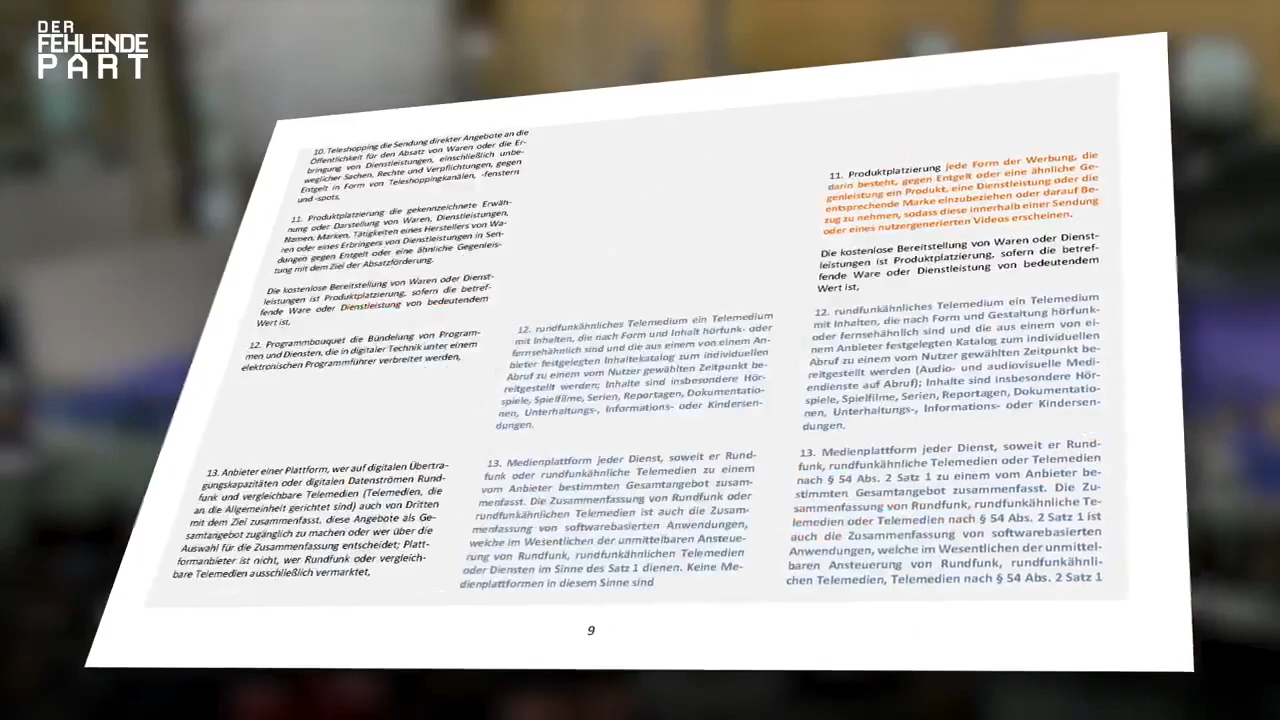 DER
FEHLENDE
PART
10. Teleshopping die Sendung direkter Angebote an die
Öffentlichkeit für den Absatz von Waren oder die Er-
bringung von Dienstleistungen, einschließlich unbe-
weglicher Sachen, Rechte und Verpflichtungen, gegen
Entgelt in Form von Teleshoppingkanälen, -fenstern
und -spots,
11. Produktplatzierung die gekennzeichnete Erwäh-
nung oder Darstellung von Waren, Dienstleistungen,
Namen, Marken, Tätigkeiten eines Herstellers von Wa-
ren oder eines Erbringers von Dienstleistungen in Sen-
dungen gegen Entgelt oder eine ähnliche Gegenleis-
tung mit dem Ziel der Absatzförderung.
Die kostenlose Bereitstellung von Waren oder Dienst-
leistungen ist Produktplatzierung, sofern die betref-
fende Ware oder Dienstleistung von bedeutendem
Wert ist,
12. Programmbouquet die Bündelung von Program-
men und Diensten, die in digitaler Technik unter einem
elektronischen Programmführer verbreitet werden,
13. Anbieter einer Plattform, wer auf digitalen Übertra-
gungskapazitäten oder digitalen Datenströmen Rund-
funk und vergleichbare Telemedien (Telemedien, die
an die Allgemeinheit gerichtet sind) auch von Dritten
mit dem Ziel zusammenfasst, diese Angebote als Ge-
samtangebot zugänglich zu machen oder wer über die
Auswahl für die Zusammenfassung entscheidet; Platt-
formanbieter ist nicht, wer Rundfunk oder vergleich-
bare Telemedien ausschließlich vermarktet,
12. rundfunkähnliches Telemedium ein Telemedium
mit Inhalten, die nach Form und Inhalt hörfunk- oder
fernsehähnlich sind und die aus einem von einem An-
bieter festgelegten Inhaltekatalog zum individuellen
Abruf zu einem vom Nutzer gewählten Zeitpunkt be-
reitgestellt werden; Inhalte sind insbesondere Hör-
spiele, Spielfilme, Serien, Reportagen, Dokumentatio-
nen, Unterhaltungs-, Informations- oder Kindersen-
dungen.
13. Medienplattform jeder Dienst, soweit er Rund-
funk oder rundfunkähnliche Telemedien zu einem
vom Anbieter bestimmten Gesamtangebot zusam-
menfasst. Die Zusammenfassung von Rundfunk oder
rundfunkähnlichen Telemedien ist auch die Zusam-
menfassung von softwarebasierten Anwendungen,
welche im Wesentlichen der unmittelbaren Ansteue-
rung von Rundfunk, rundfunkähnlichen Telemedien
oder Diensten im Sinne des Satz 1 dienen. Keine Me-
dienplattformen in diesem Sinne sind
11. Produktplatzierung jede Form der Werbung, die
darin besteht, gegen Entgelt oder eine ähnliche Ge-
genleistung ein Produkt, eine Dienstleistung oder die
entsprechende Marke einzubeziehen oder darauf Be-
zug zu nehmen, sodass diese innerhalb einer Sendung
oder eines nutzergenerierten Videos erscheinen.
Die kostenlose Bereitstellung von Waren oder Dienst-
leistungen ist Produktplatzierung, sofern die betref-
fende Ware oder Dienstleistung von bedeutendem
Wert ist,
12. rundfunkähnliches Telemedium ein Telemedium
mit Inhalten, die nach Form und Gestaltung hörfunk-
oder fernsehähnlich sind und die aus einem von ei-
nem Anbieter festgelegten Katalog zum individuellen
Abruf zu einem vom Nutzer gewählten Zeitpunkt be-
reitgestellt werden (Audio- und audiovisuelle Medi-
endienste auf Abruf); Inhalte sind insbesondere Hör-
spiele, Spielfilme, Serien, Reportagen, Dokumentatio-
nen, Unterhaltungs-, Informations- oder Kindersen-
dungen.
13. Medienplattform jeder Dienst, soweit er Rund-
funk, rundfunkähnliche Telemedien oder Telemedien
nach § 54 Abs. 2 Satz 1 zu einem vom Anbieter be-
stimmten Gesamtangebot zusammenfasst. Die Zu-
sammenfassung von Rundfunk, rundfunkähnliche Te-
lemedien oder Telemedien nach § 54 Abs. 2 Satz 1 ist
auch die Zusammenfassung von softwarebasierten
Anwendungen, welche im Wesentlichen der unmittel-
baren Ansteuerung von Rundfunk, rundfunkähnli-
chen Telemedien, Telemedien nach § 54 Abs. 2 Satz 1
9